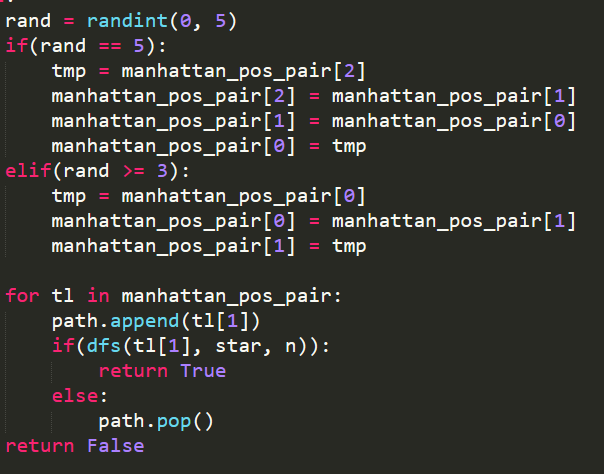 rand = randint(0, 5)
if(rand == 5):
    tmp = manhattan_pos_pair[2]
    manhattan_pos_pair[2] = manhattan_pos_pair[1]
    manhattan_pos_pair[1] = manhattan_pos_pair[0]
    manhattan_pos_pair[0] = tmp
elif(rand >= 3):
    tmp = manhattan_pos_pair[0]
    manhattan_pos_pair[0] = manhattan_pos_pair[1]
    manhattan_pos_pair[1] = tmp

for tl in manhattan_pos_pair:
    path.append(tl[1])
    if(dfs(tl[1], star, n)):
        return True
    else:
        path.pop()
return False